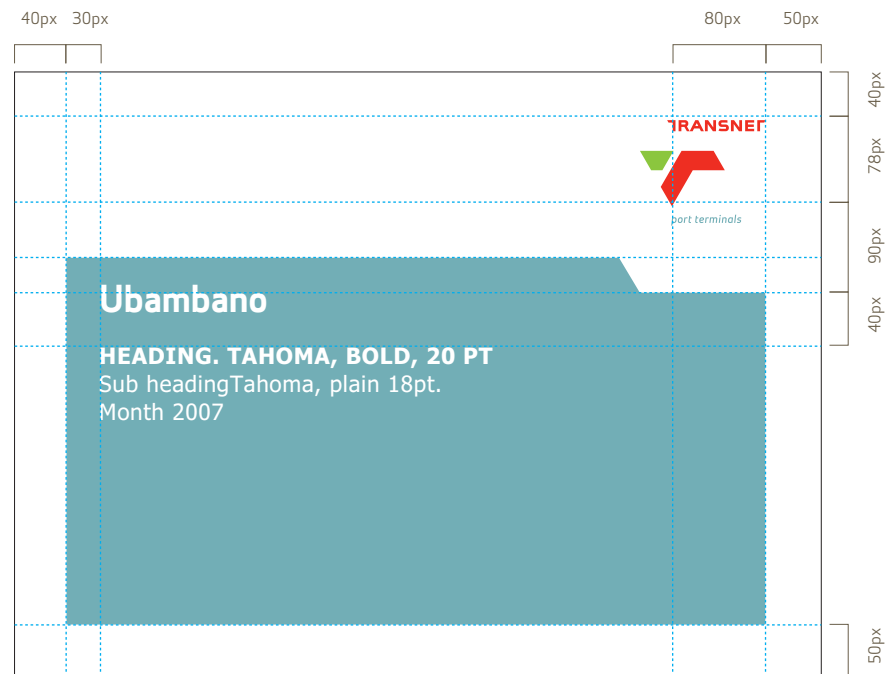 40px 30px 80px 50px
40px
TRANSNET
78px
port terminals
90px
Ubambano
40px
HEADING. TAHOMA, BOLD, 20 PT
Sub headingTahoma, plain 18pt.
Month 2007
50px